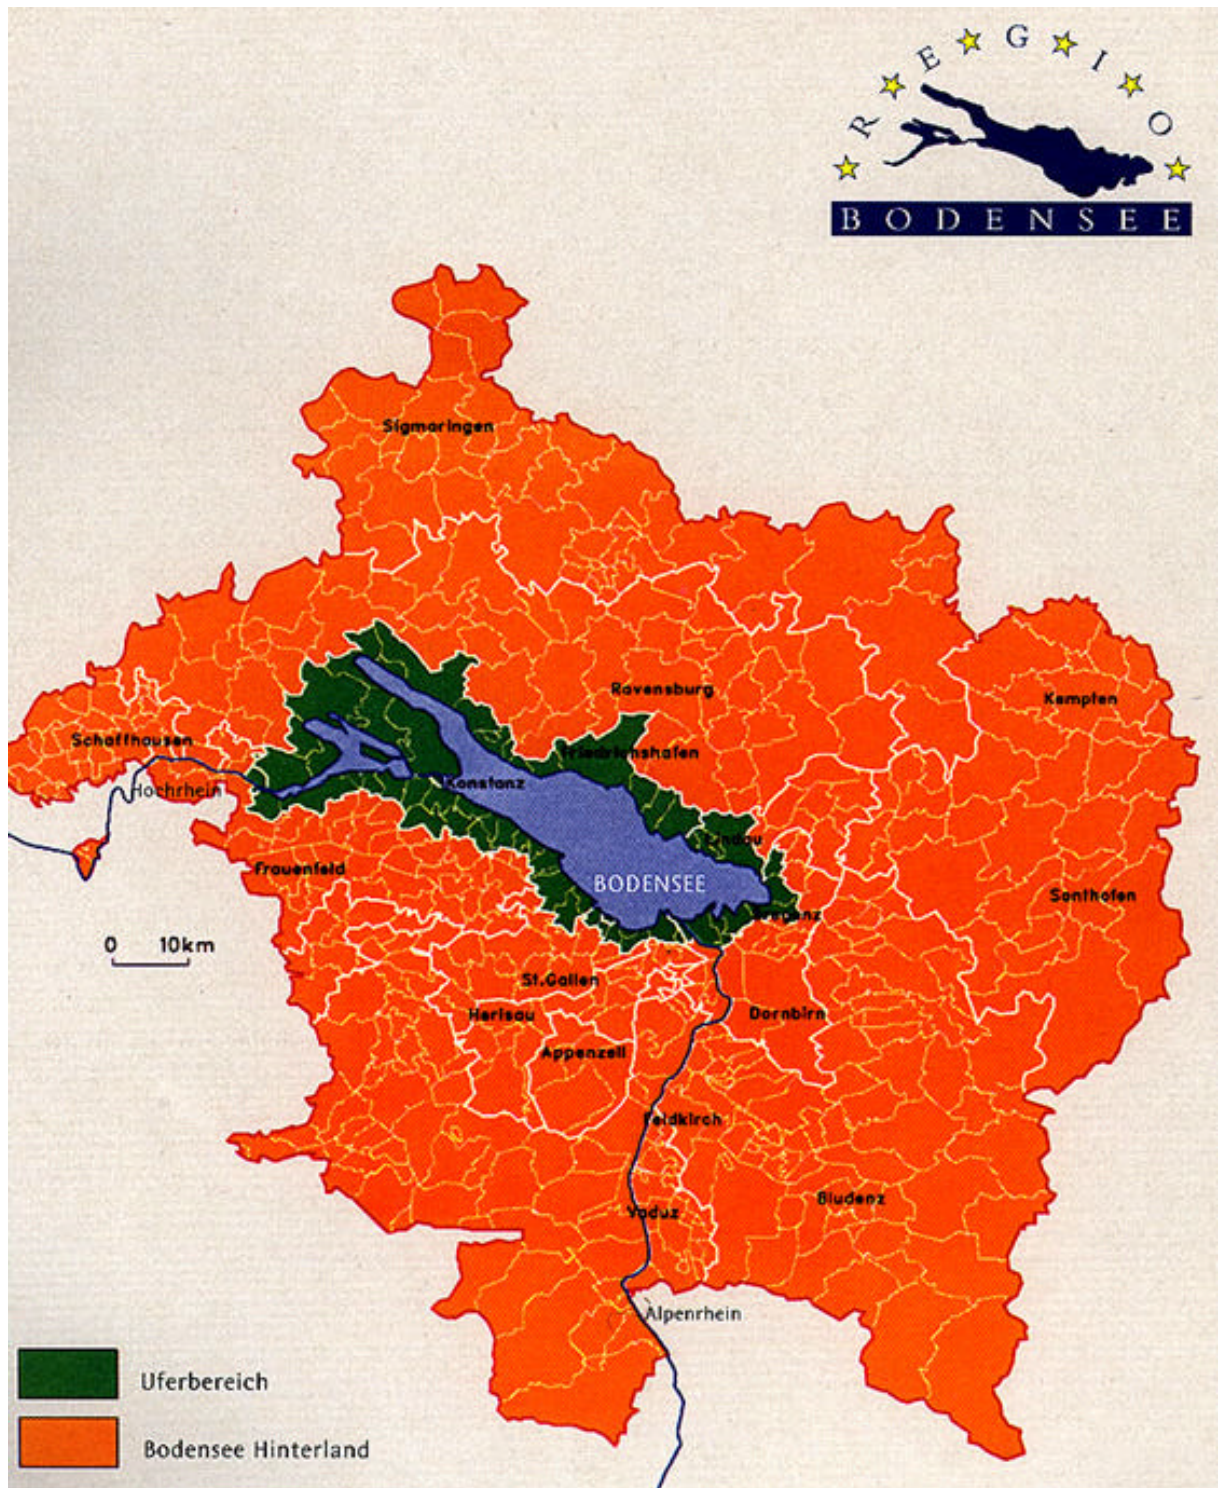 REGIO
BODENSEE
Sigmaringen
Ravensburg
Kempten
Schaffhausen
Friedrichshafen
Hochrhein
Konstanz
Lindau
Frauenfeld
BODENSEE
Sonthofen
Bregenz
0 10km
St.Gallen
Herisau
Dornbirn
Appenzell
Feldkirch
Bludenz
Vaduz
Alpenrhein
Uferbereich
Bodensee Hinterland